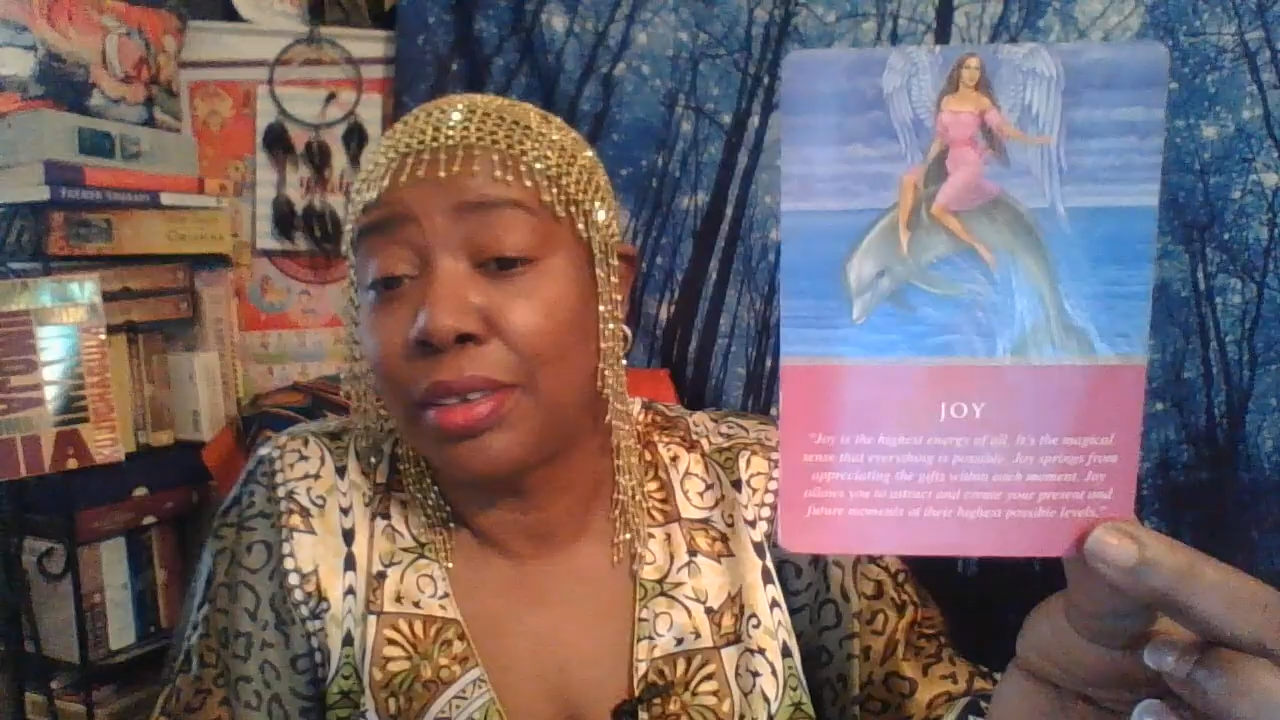 JOY
"Joy is the highest energy of all. It's the magical
sense that everything is possible. Joy springs from
appreciating the gifts within each moment. Joy
allows you to attract and create your present and
future moments at their highest possible levels."